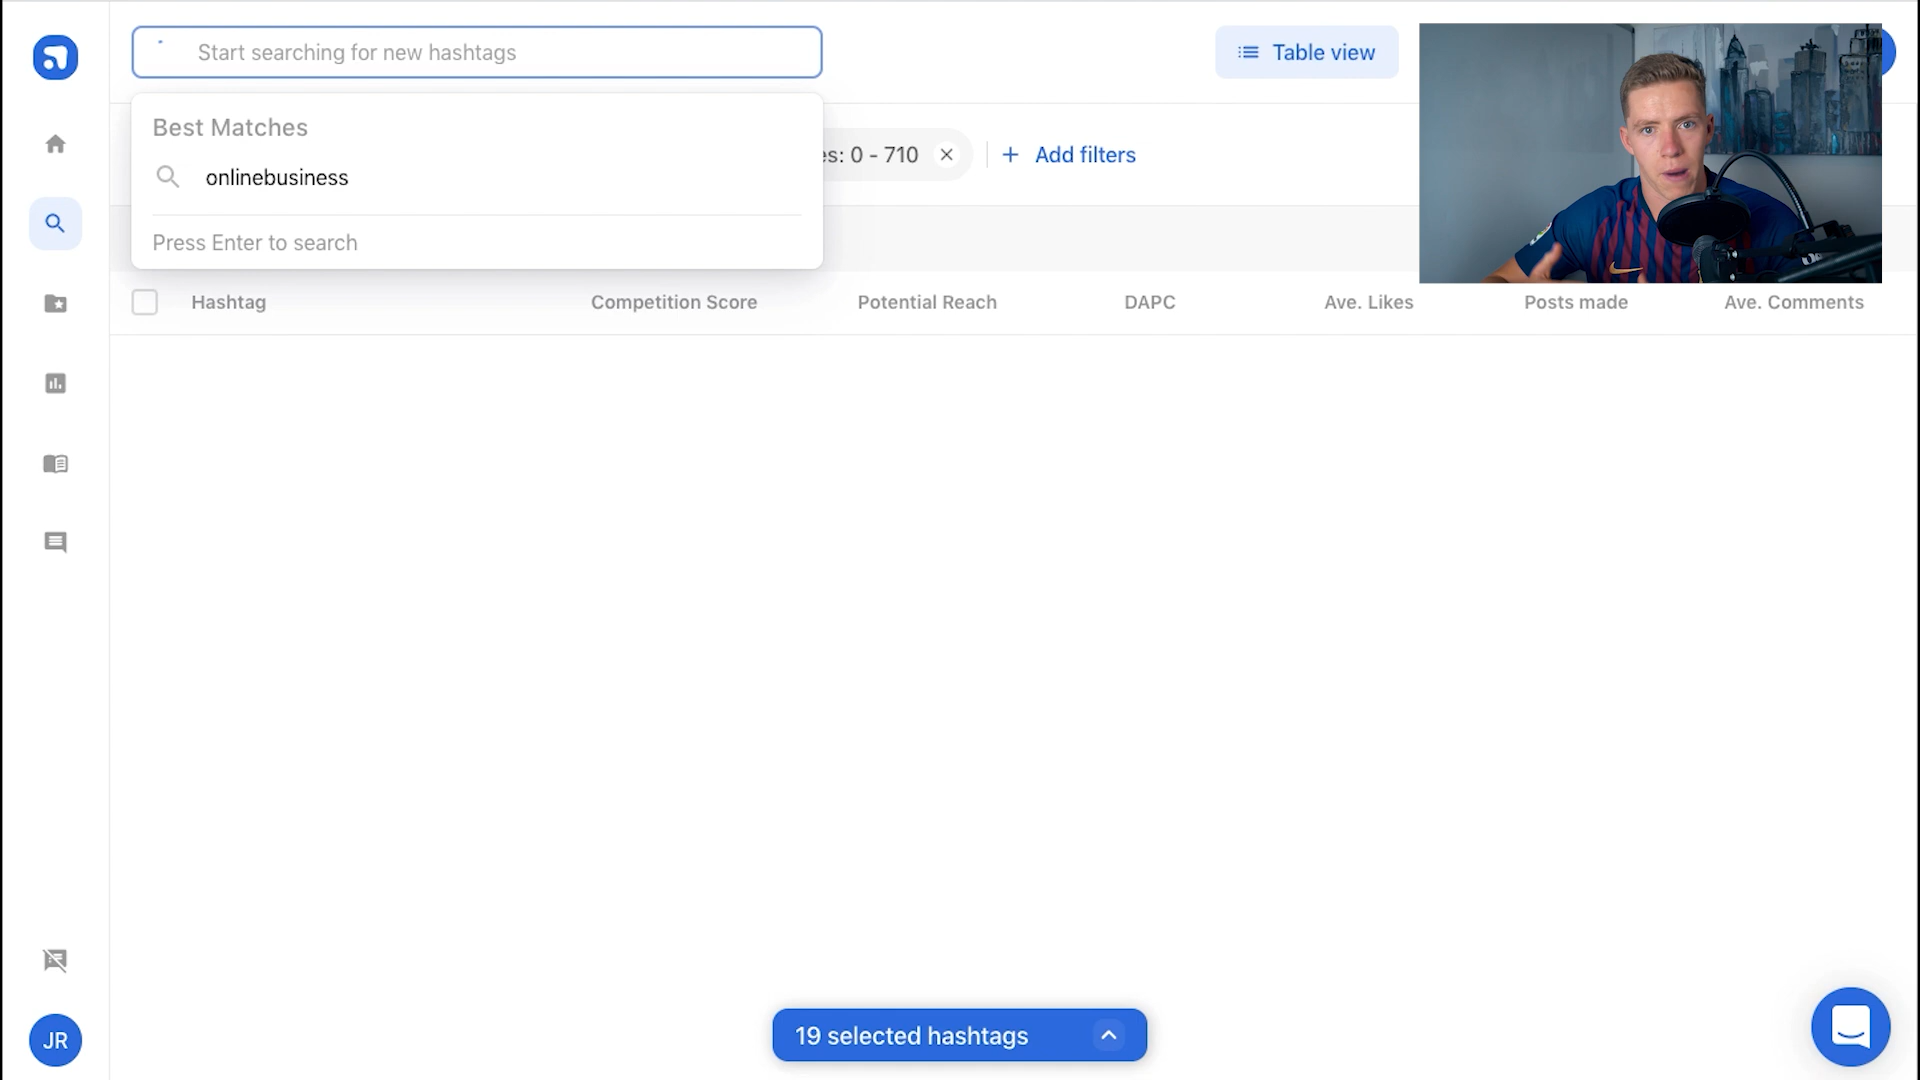 Start searching for new hashtags
Table view
Best Matches
onlinebusiness
Press Enter to search
es: 0 - 710
Add filters
Hashtag
Competition Score
Potential Reach
DAPC
Ave. Likes
Posts made
Ave. Comments
19 selected hashtags
JR